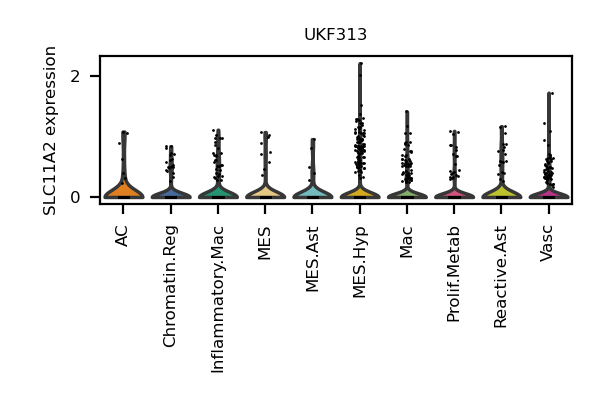 UKF313
SLC11A2 expression
2
0
AC
Chromatin.Reg
Inflammatory.Mac
MES
MES.Ast
MES.Hyp
Mac
Prolif.Metab
Reactive.Ast
Vasc